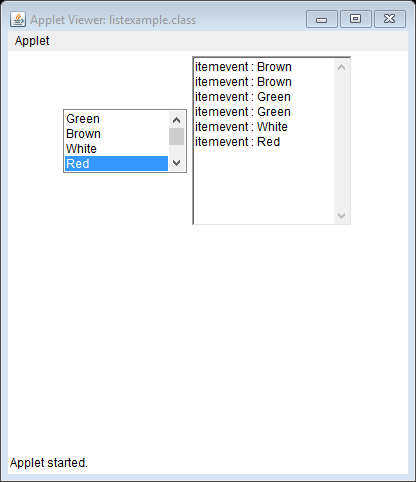 Applet Viewer: listexample.class
Applet
Green
Brown
White
Red
itemevent : Brown
itemevent : Brown
itemevent : Green
itemevent : Green
itemevent : White
itemevent : Red
Applet started.